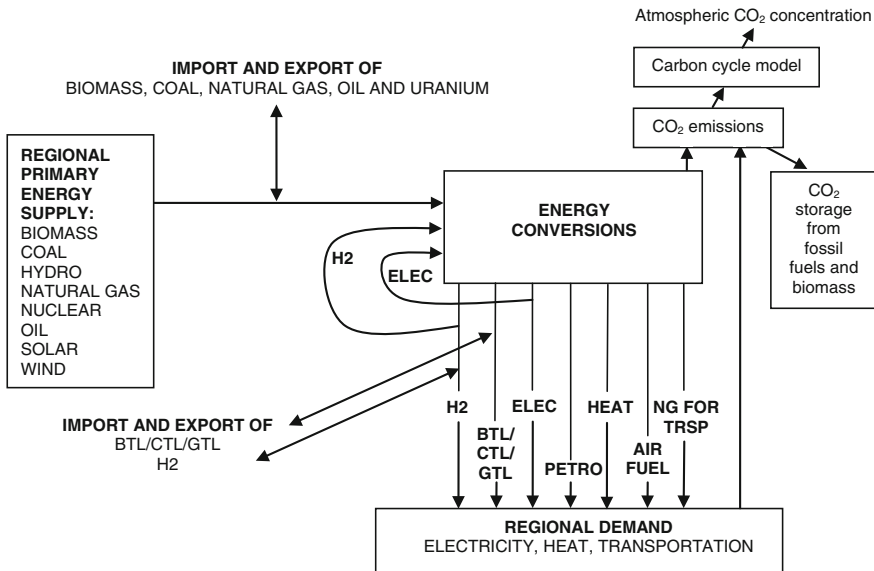 Atmospheric CO₂ concentration
Carbon cycle model
CO₂ emissions
CO₂
storage
from
fossil
fuels and
biomass
IMPORT AND EXPORT OF
BIOMASS, COAL, NATURAL GAS, OIL AND URANIUM
REGIONAL
PRIMARY
ENERGY
SUPPLY:
BIOMASS
COAL
HYDRO
NATURAL GAS
NUCLEAR
OIL
SOLAR
WIND
ENERGY
CONVERSIONS
H2
ELEC
IMPORT AND EXPORT OF
BTL/CTL/GTL
H2
H2
BTL/
CTL/
GTL
ELEC
PETRO
HEAT
AIR
FUEL
NG FOR
TRSP
REGIONAL DEMAND
ELECTRICITY, HEAT, TRANSPORTATION